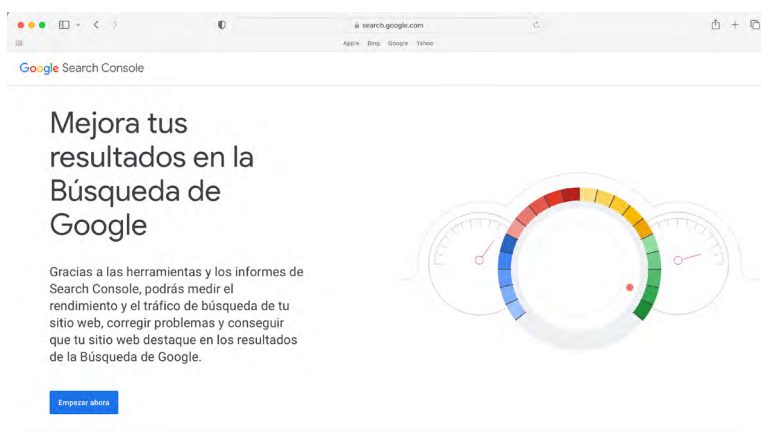 search.google.com
Apple Bing Google Yahoo
Google Search Console
Mejora tus
resultados en la
Búsqueda de
Google
Gracias a las herramientas y los informes de
Search Console, podrás medir el
rendimiento y el tráfico de búsqueda de tu
sitio web, corregir problemas y conseguir
que tu sitio web destaque en los resultados
de la Búsqueda de Google.
Empezar ahora